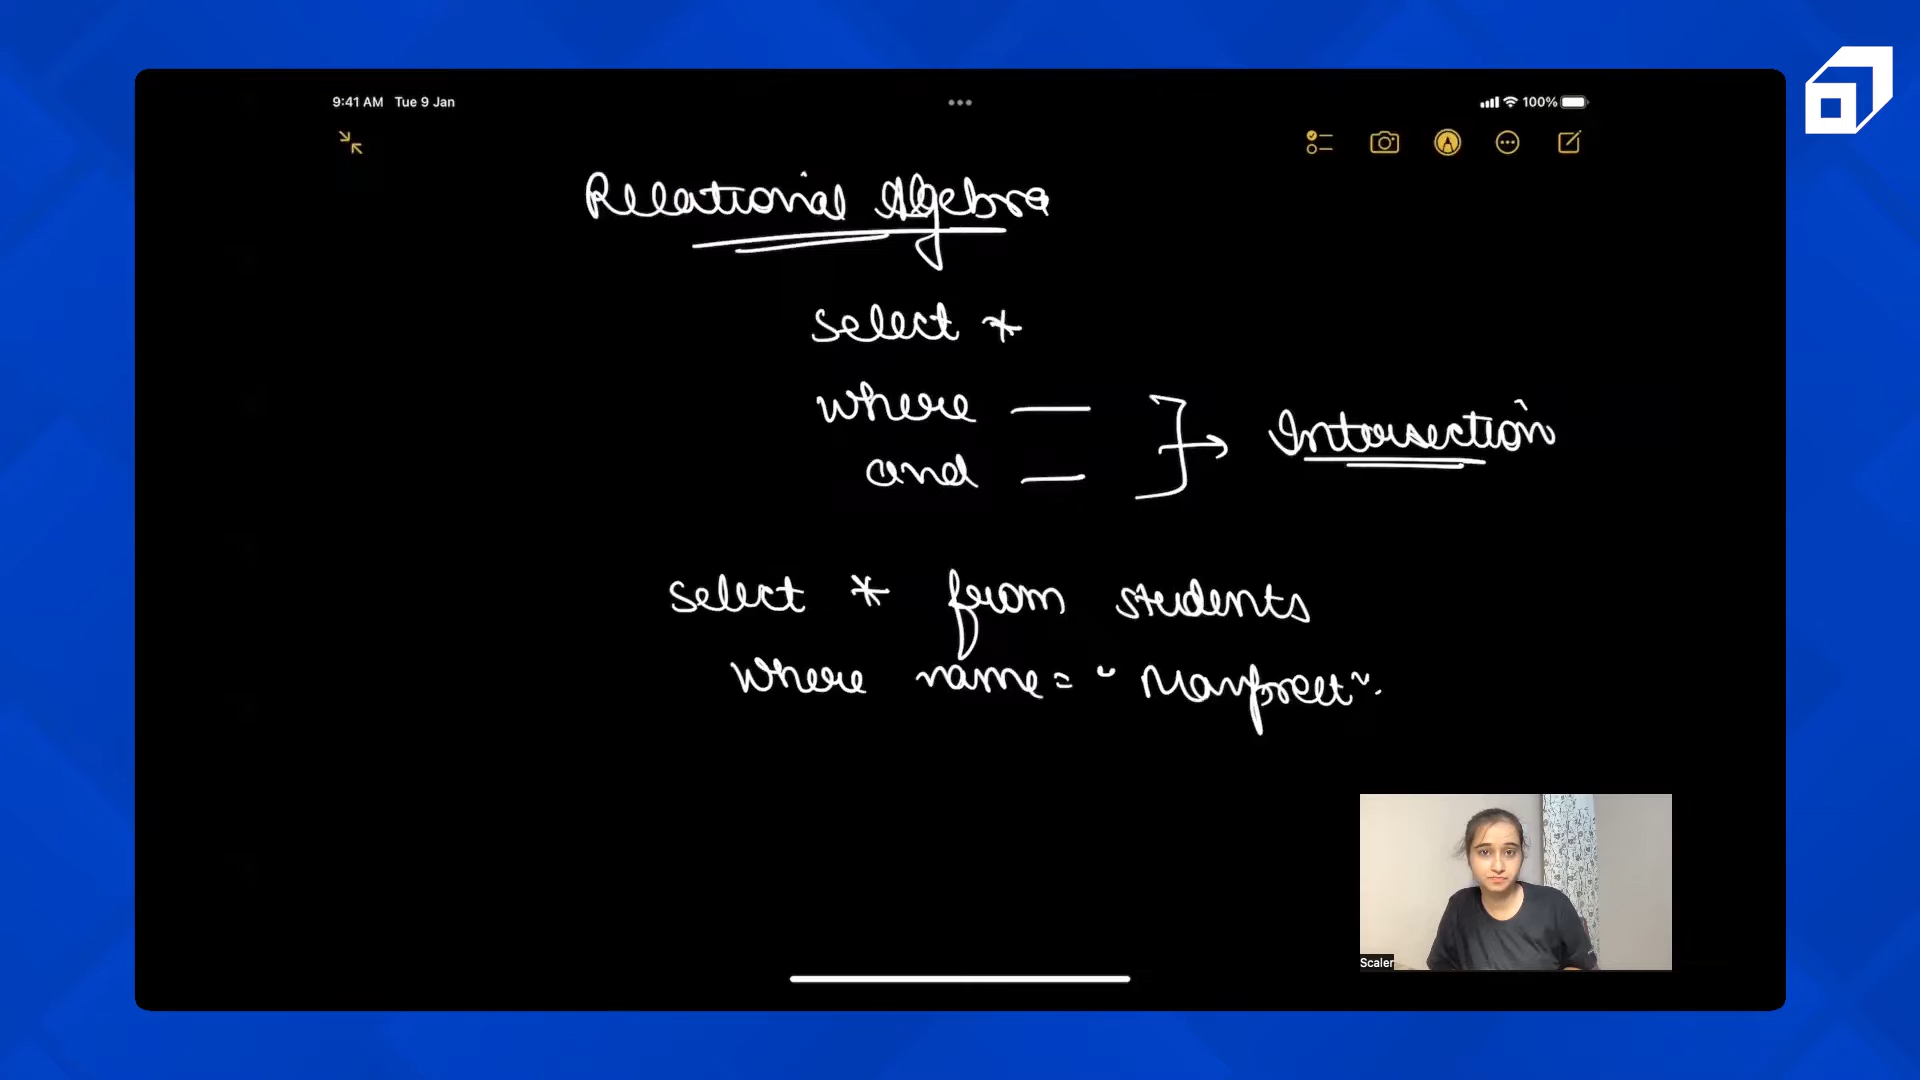 9:41 AM Tue 9 Jan
100%
Relational Algebra
select *
where —
and —
Intersection
select * from students
where name = "Manpreet".
Scaler